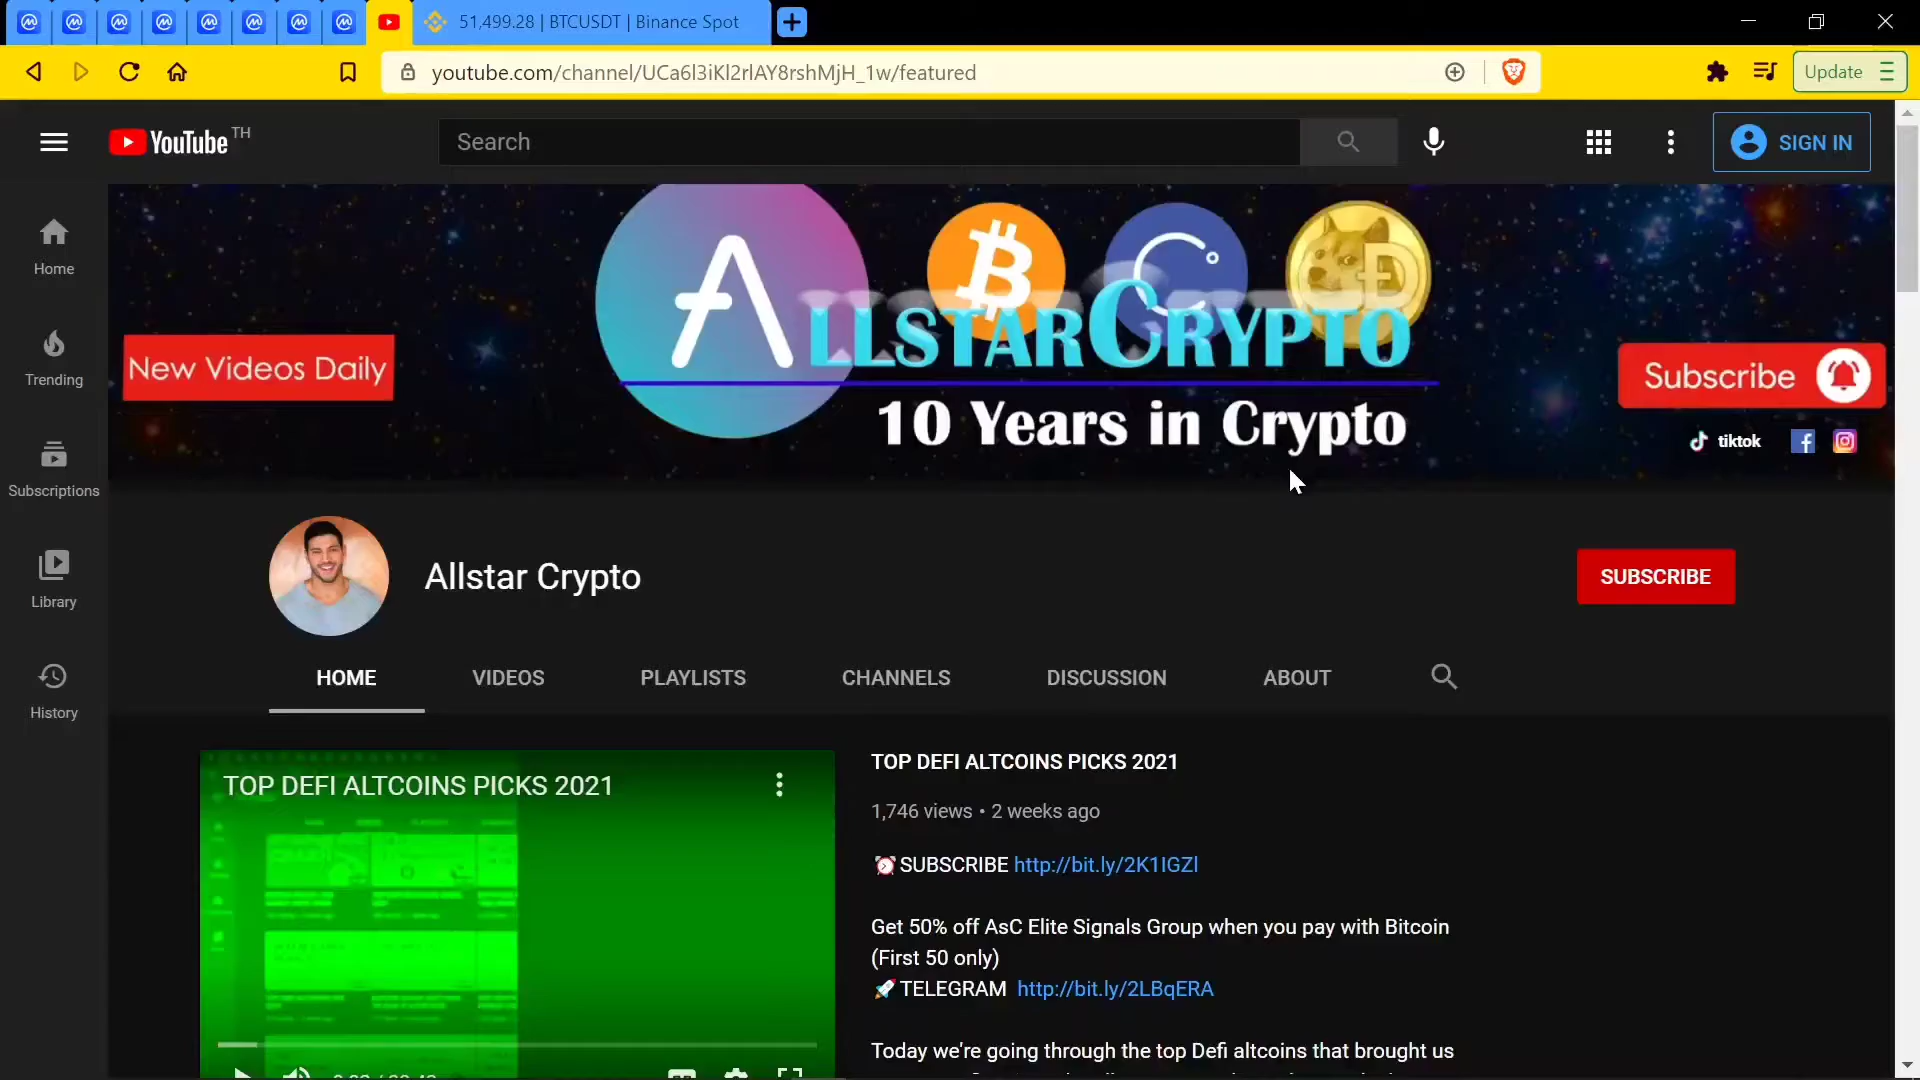 51,499.28 | BTCUSDT | Binance Spot
youtube.com/channel/UCa6l3iKl2rlAY8rshMjH_1w/featured
Update
YouTube TH
Search
SIGN IN
Home
Trending
Subscriptions
Library
History
New Videos Daily
ALLSTARCRYPTO
10 Years in Crypto
Subscribe
tiktok
Allstar Crypto
SUBSCRIBE
HOME
VIDEOS
PLAYLISTS
CHANNELS
DISCUSSION
ABOUT
TOP DEFI ALTCOINS PICKS 2021
TOP DEFI ALTCOINS PICKS 2021
1,746 views • 2 weeks ago
⏰SUBSCRIBE http://bit.ly/2K1IGZl
Get 50% off AsC Elite Signals Group when you pay with Bitcoin
(First 50 only)
🚀TELEGRAM http://bit.ly/2LBqERA
Today we're going through the top Defi altcoins that brought us